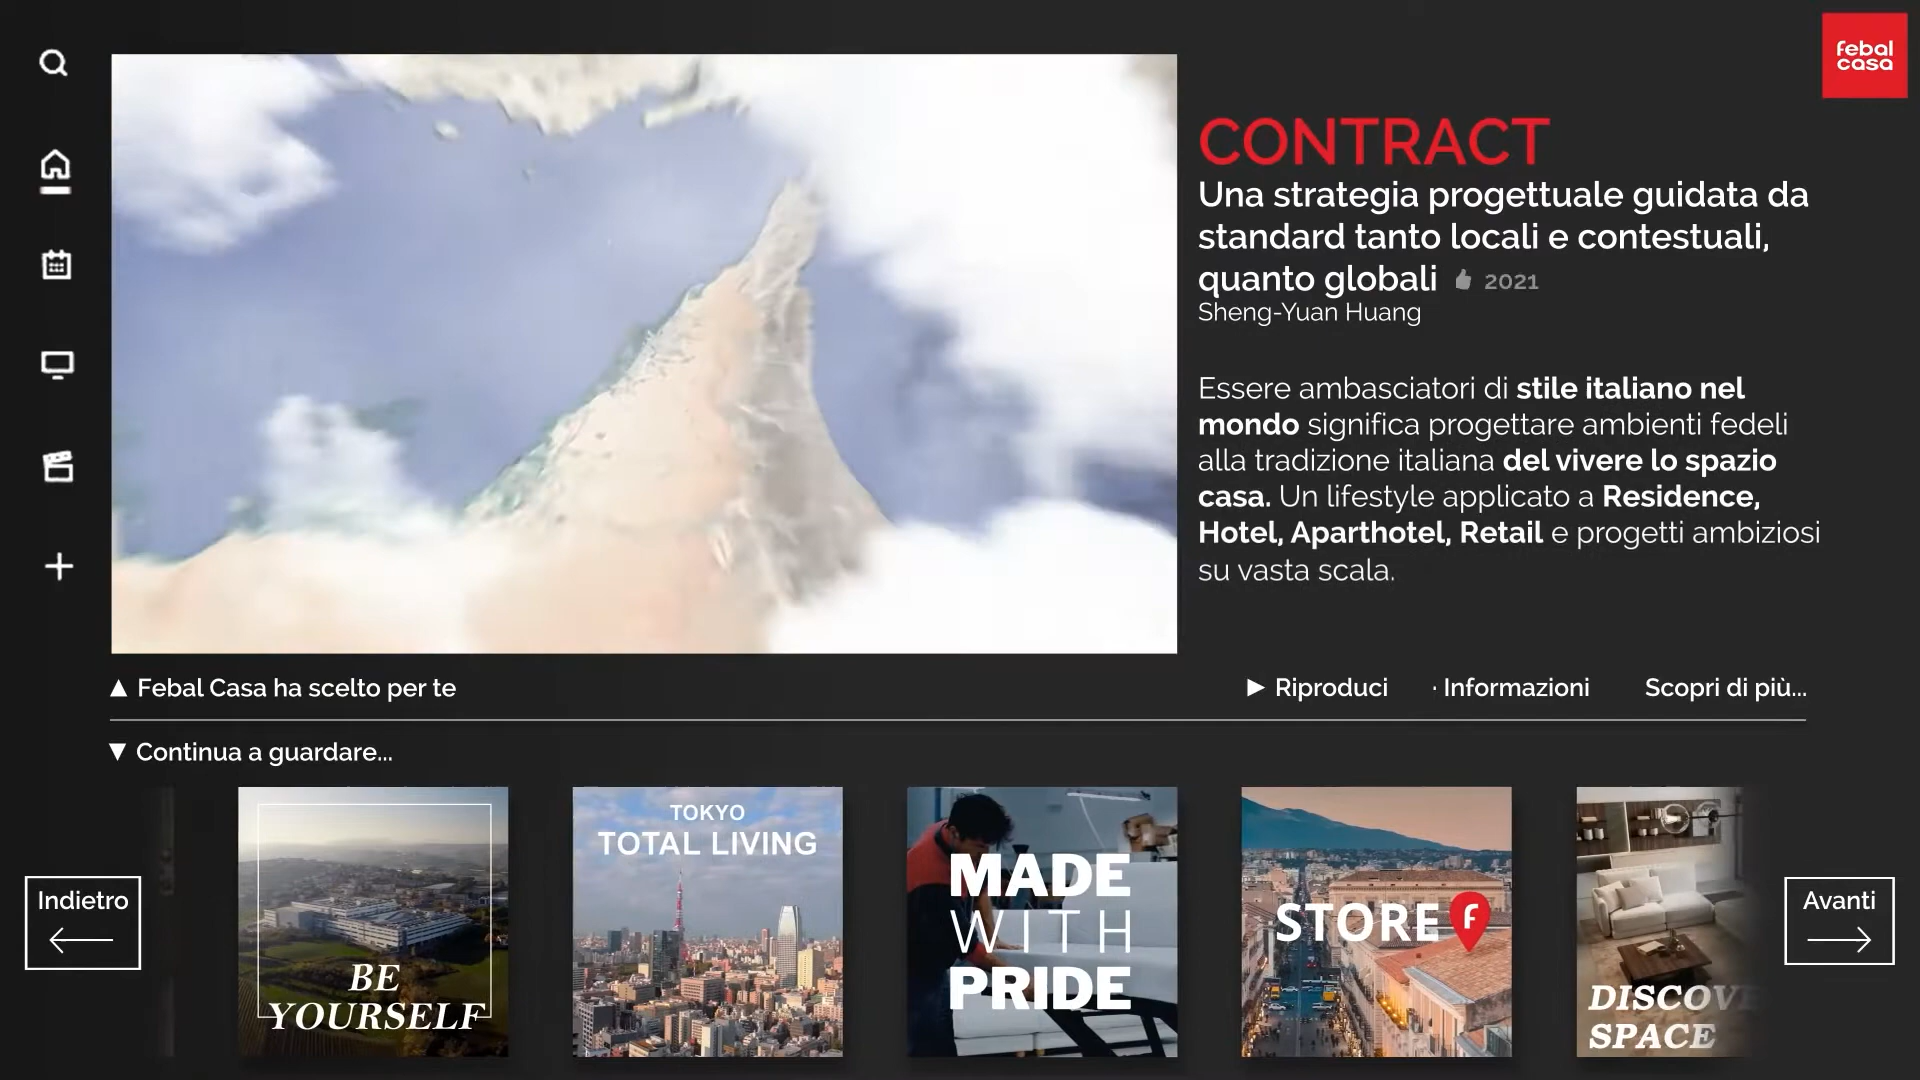 febal
casa
CONTRACT
Una strategia progettuale guidata da
standard tanto locali e contestuali,
quanto globali 2021
Sheng-Yuan Huang
Essere ambasciatori di stile italiano nel
mondo significa progettare ambienti fedeli
alla tradizione italiana del vivere lo spazio
casa. Un lifestyle applicato a Residence,
Hotel, Aparthotel, Retail e progetti ambiziosi
su vasta scala.
▲ Febal Casa ha scelto per te
▶ Riproduci · Informazioni Scopri di più...
▼ Continua a guardare...
Indietro
BE
YOURSELF
TOKYO
TOTAL LIVING
MADE
WITH
PRIDE
STORE F
DISCOVE
SPACE
Avanti